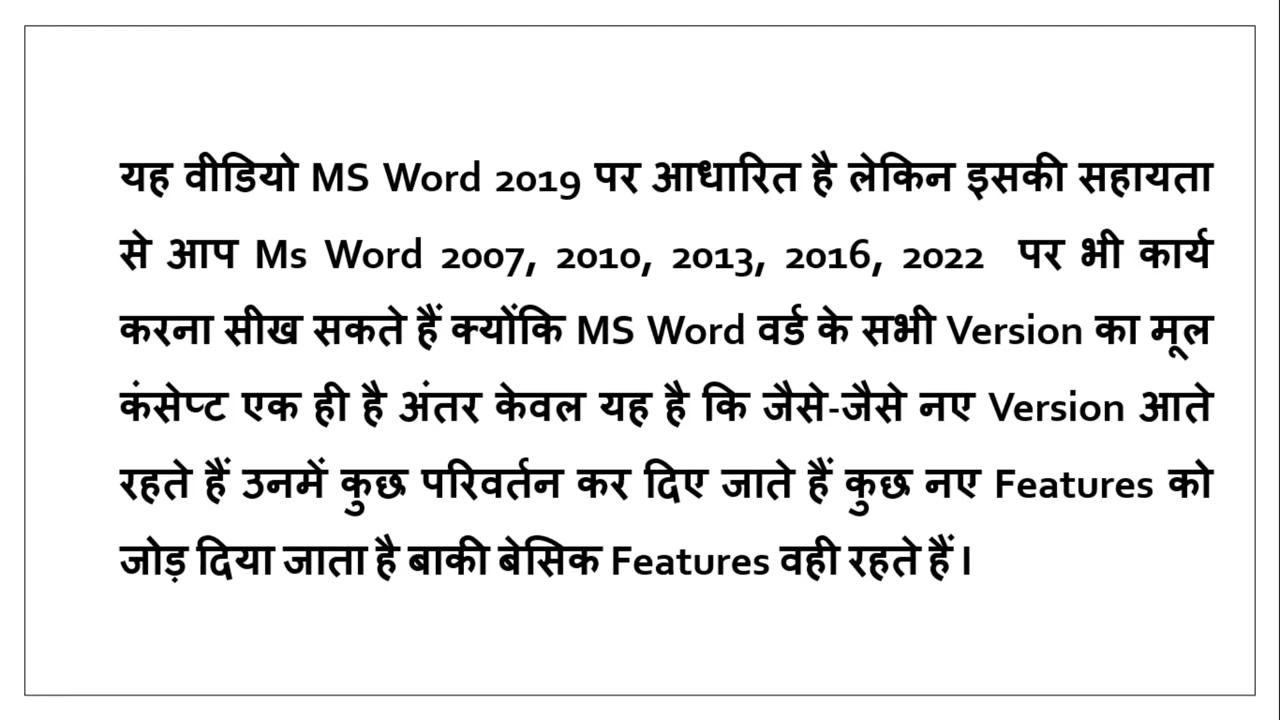 यह वीडियो MS Word 2019 पर आधारित है लेकिन इसकी सहायता
से आप Ms Word 2007, 2010, 2013, 2016, 2022 पर भी कार्य
करना सीख सकते हैं क्योंकि MS Word वर्ड के सभी Version का मूल
कंसेप्ट एक ही है अंतर केवल यह है कि जैसे-जैसे नए Version आते
रहते हैं उनमें कुछ परिवर्तन कर दिए जाते हैं कुछ नए Features को
जोड़ दिया जाता है बाकी बेसिक Features वही रहते हैं।